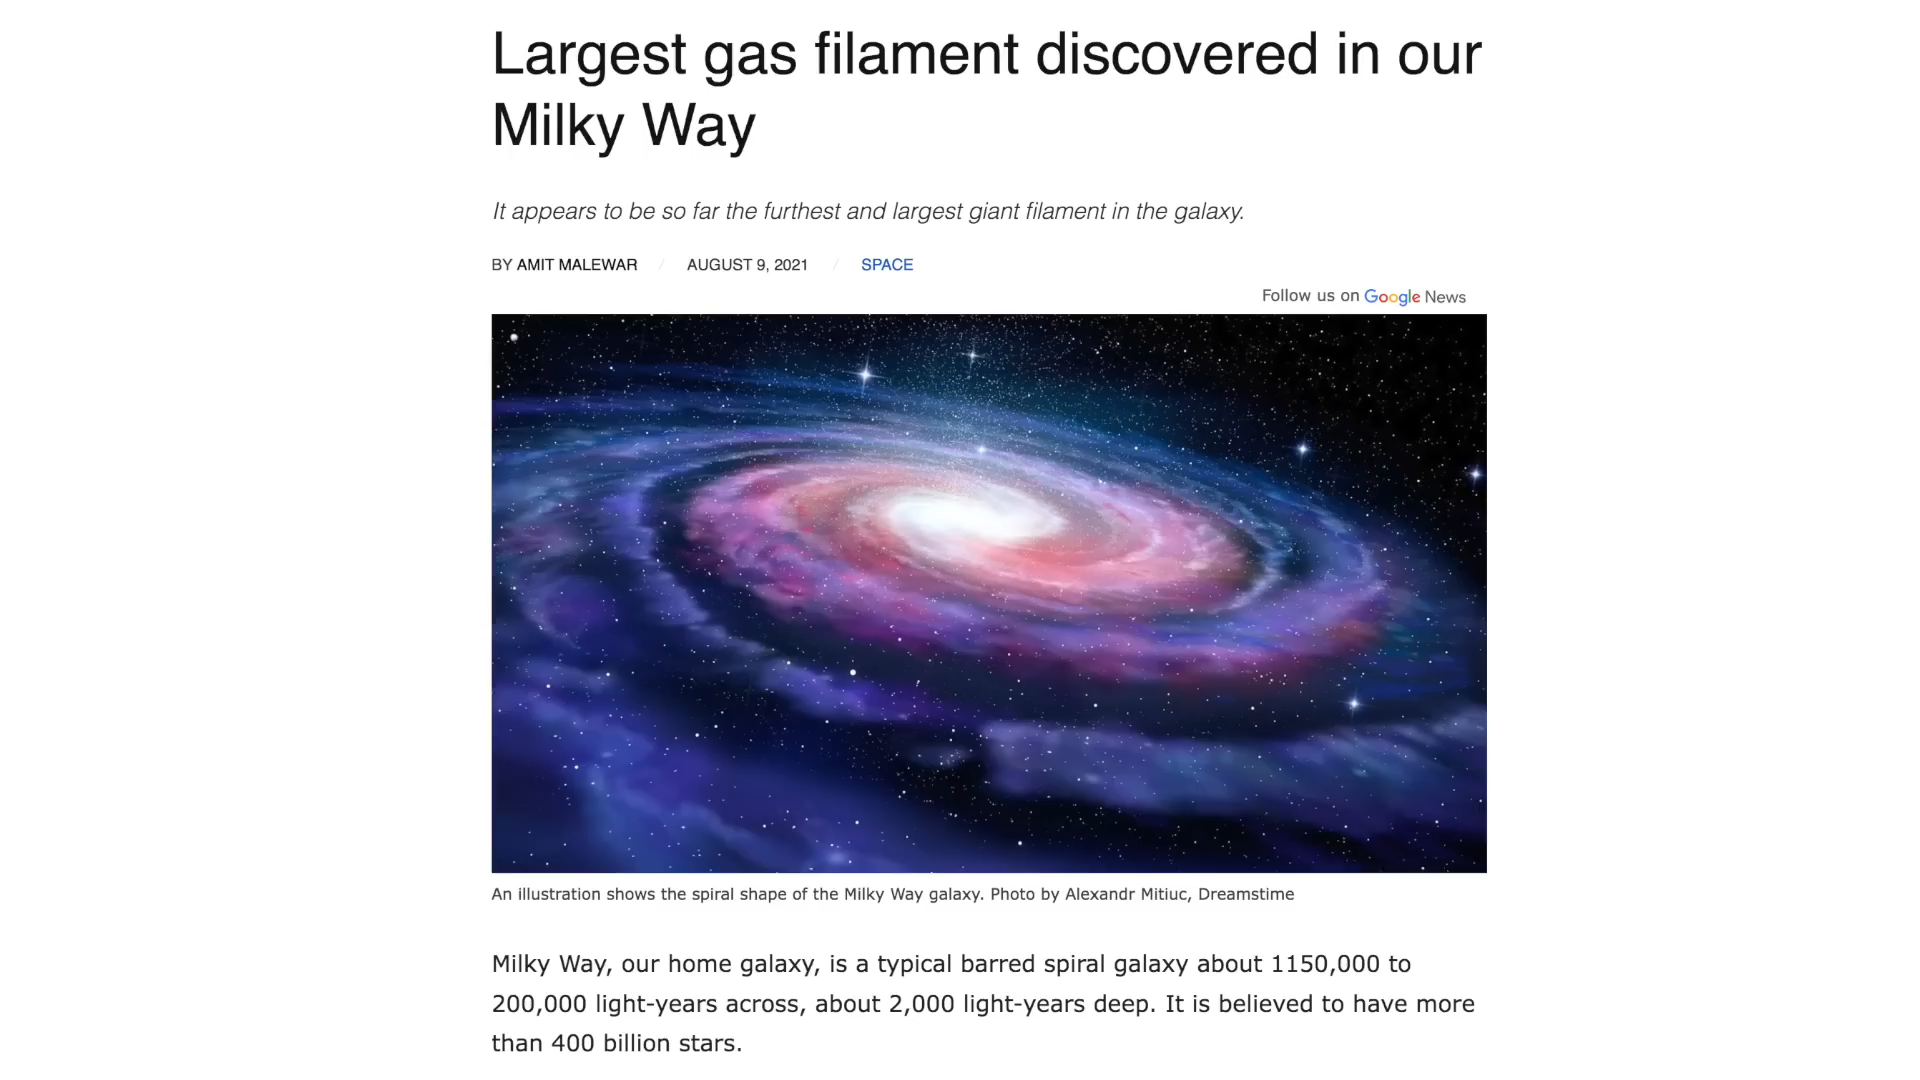 Largest gas filament discovered in our
Milky Way
It appears to be so far the furthest and largest giant filament in the galaxy.
BY AMIT MALEWAR / AUGUST 9, 2021 / SPACE
Follow us on Google News
An illustration shows the spiral shape of the Milky Way galaxy. Photo by Alexandr Mitiuc, Dreamstime
Milky Way, our home galaxy, is a typical barred spiral galaxy about 1150,000 to
200,000 light-years across, about 2,000 light-years deep. It is believed to have more
than 400 billion stars.